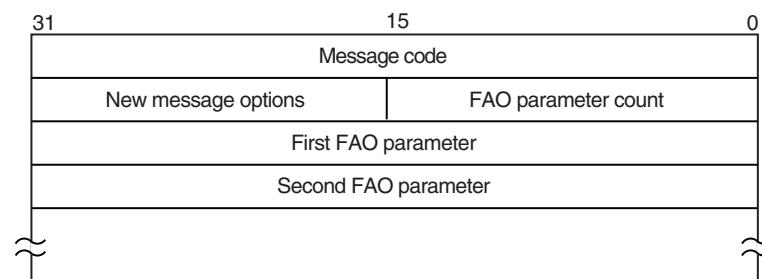 31 15 0
Message code
New message options FAO parameter count
First FAO parameter
Second FAO parameter